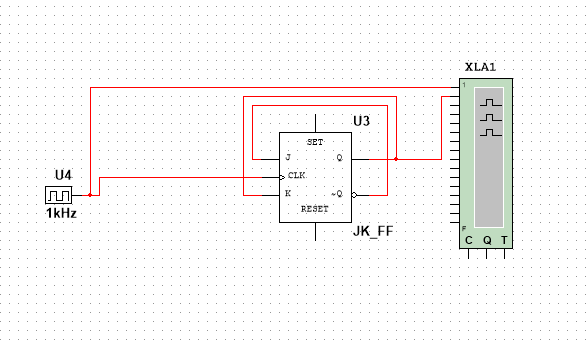 XLA1
1
U3
SET
J
Q
U4
CLK
K
~Q
1kHz
RESET
JK_FF
F
C Q T